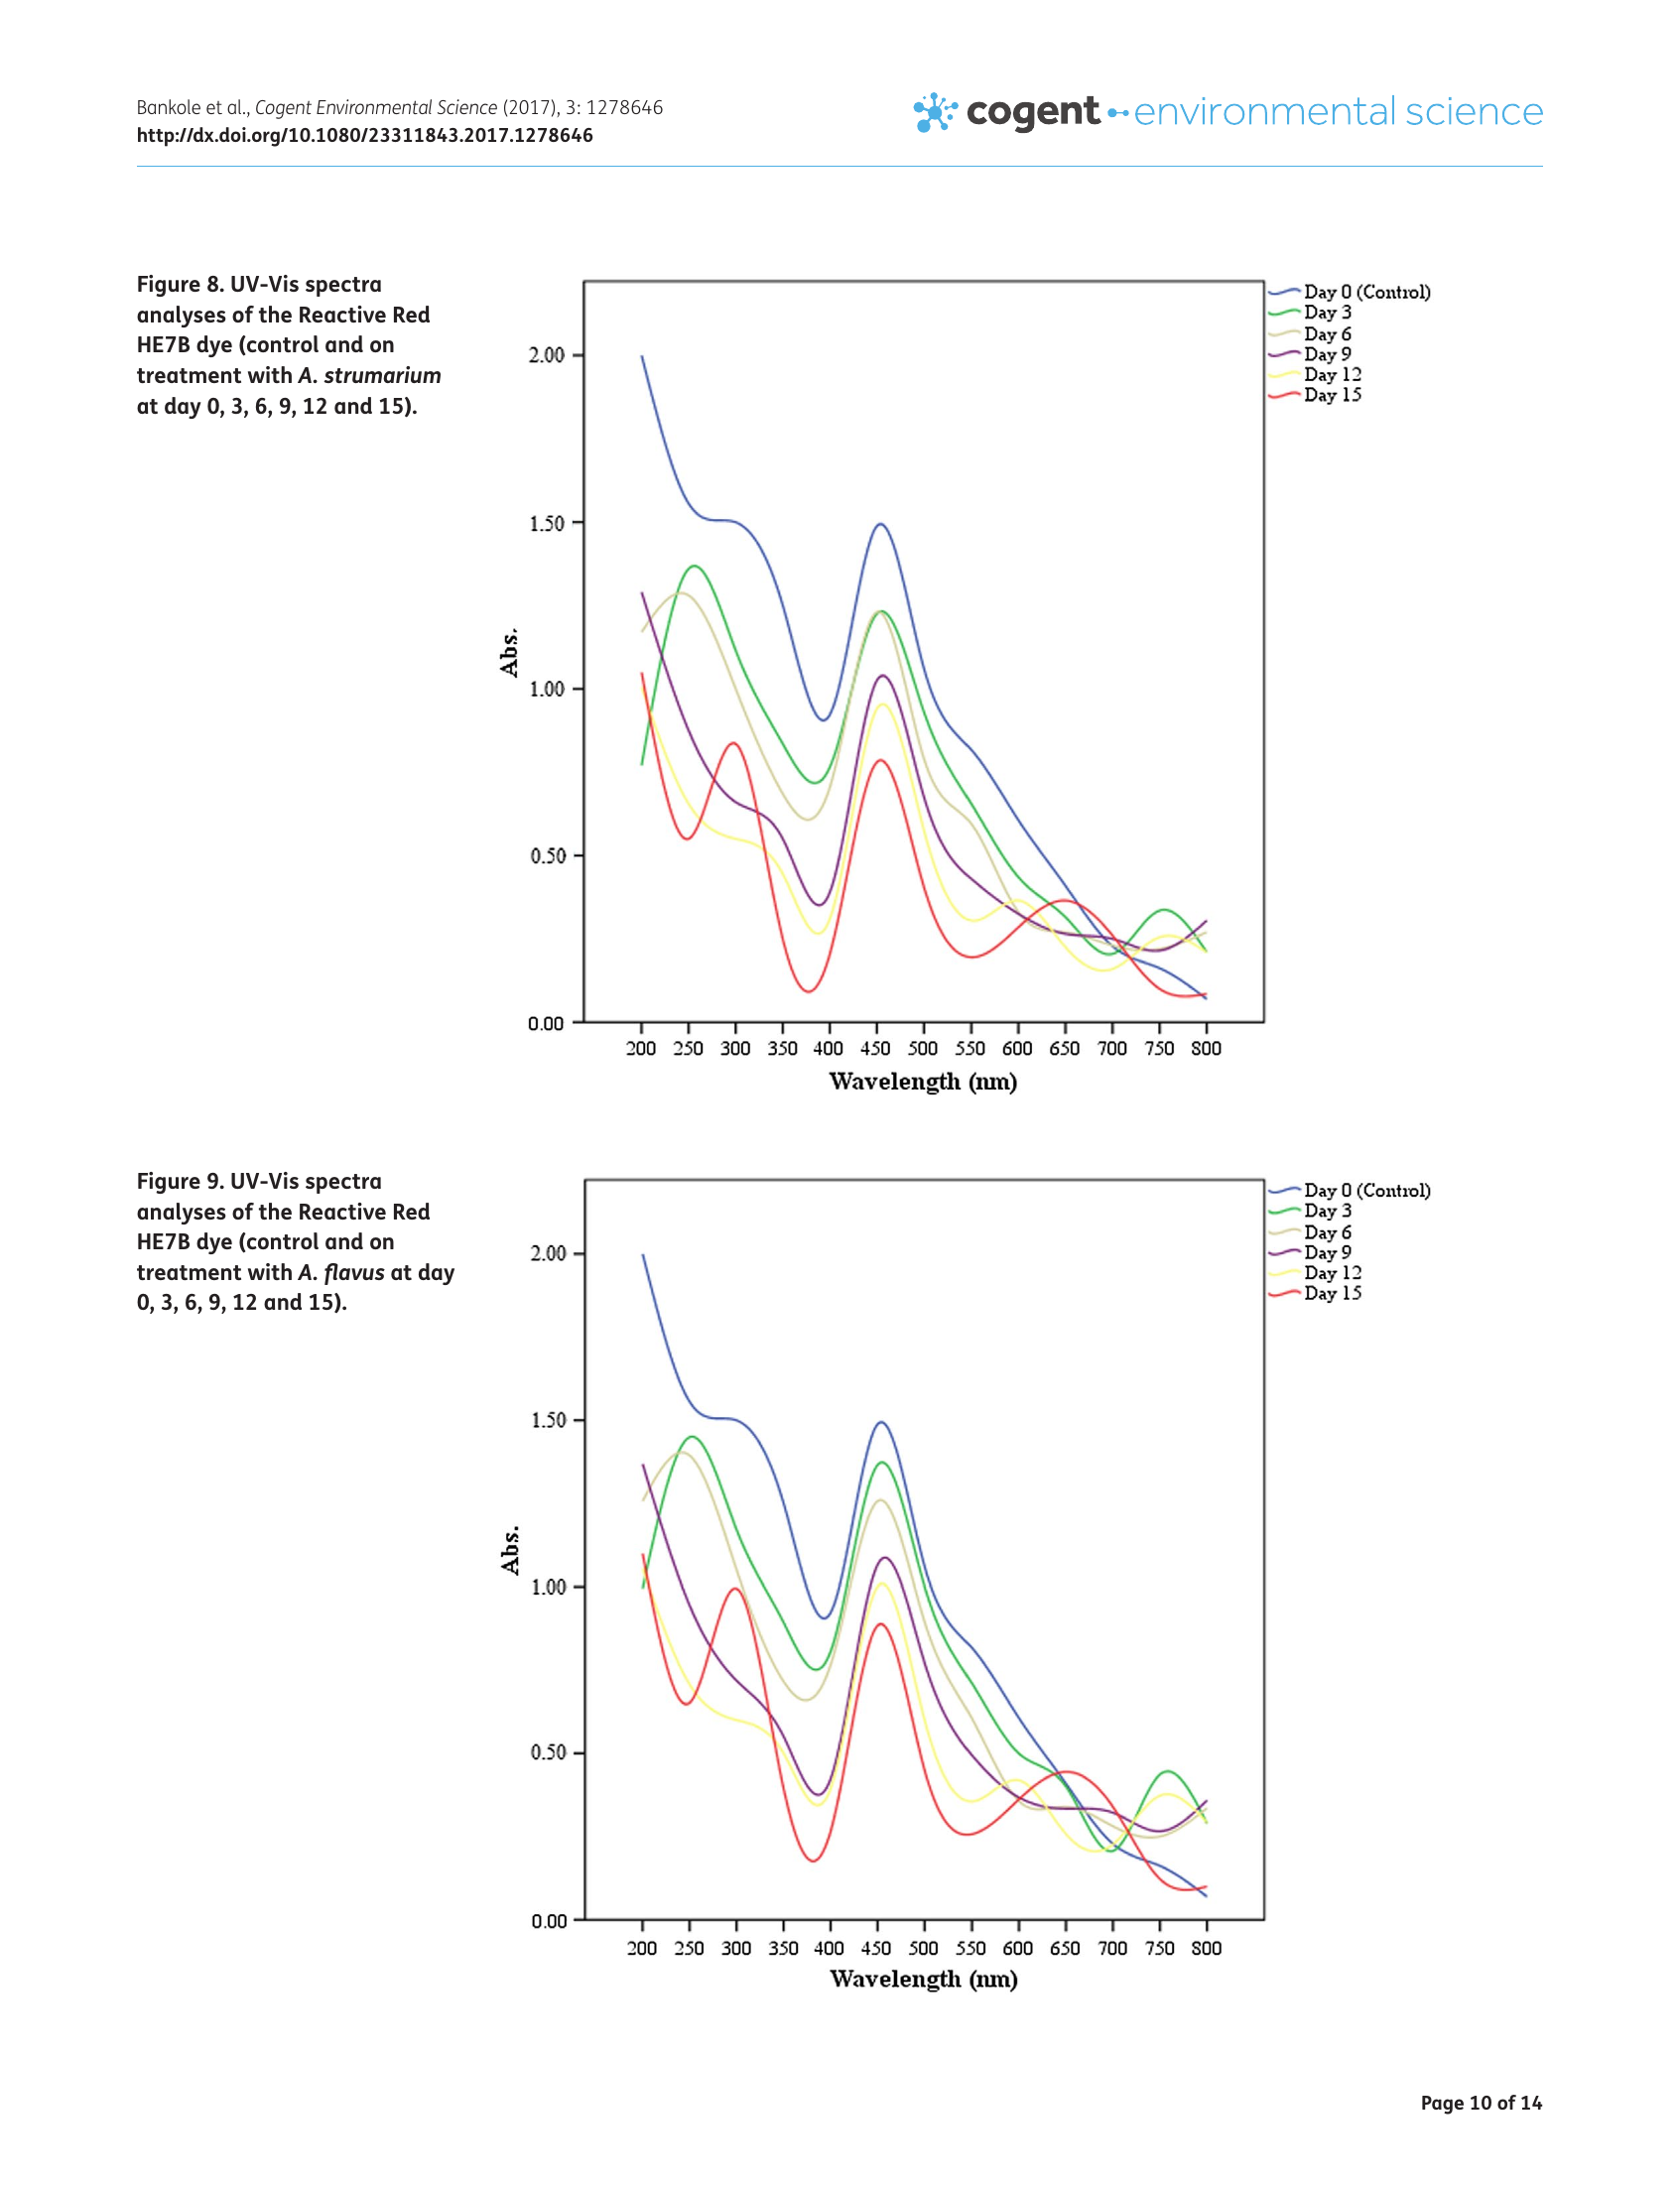 Bankole et al., Cogent Environmental Science (2017), 3: 1278646
http://dx.doi.org/10.1080/23311843.2017.1278646
cogent environmental science
Figure 8. UV-Vis spectra
analyses of the Reactive Red
HE7B dye (control and on
treatment with A. strumarium
at day 0, 3, 6, 9, 12 and 15).
Day 0 (Control)
Day 3
Day 6
Day 9
Day 12
Day 15
2.00
1.50
1.00
0.50
0.00
Abs.
200 250 300 350 400 450 500 550 600 650 700 750 800
Wavelength (nm)
Figure 9. UV-Vis spectra
analyses of the Reactive Red
HE7B dye (control and on
treatment with A. flavus at day
0, 3, 6, 9, 12 and 15).
Day 0 (Control)
Day 3
Day 6
Day 9
Day 12
Day 15
2.00
1.50
1.00
0.50
0.00
Abs.
200 250 300 350 400 450 500 550 600 650 700 750 800
Wavelength (nm)
Page 10 of 14